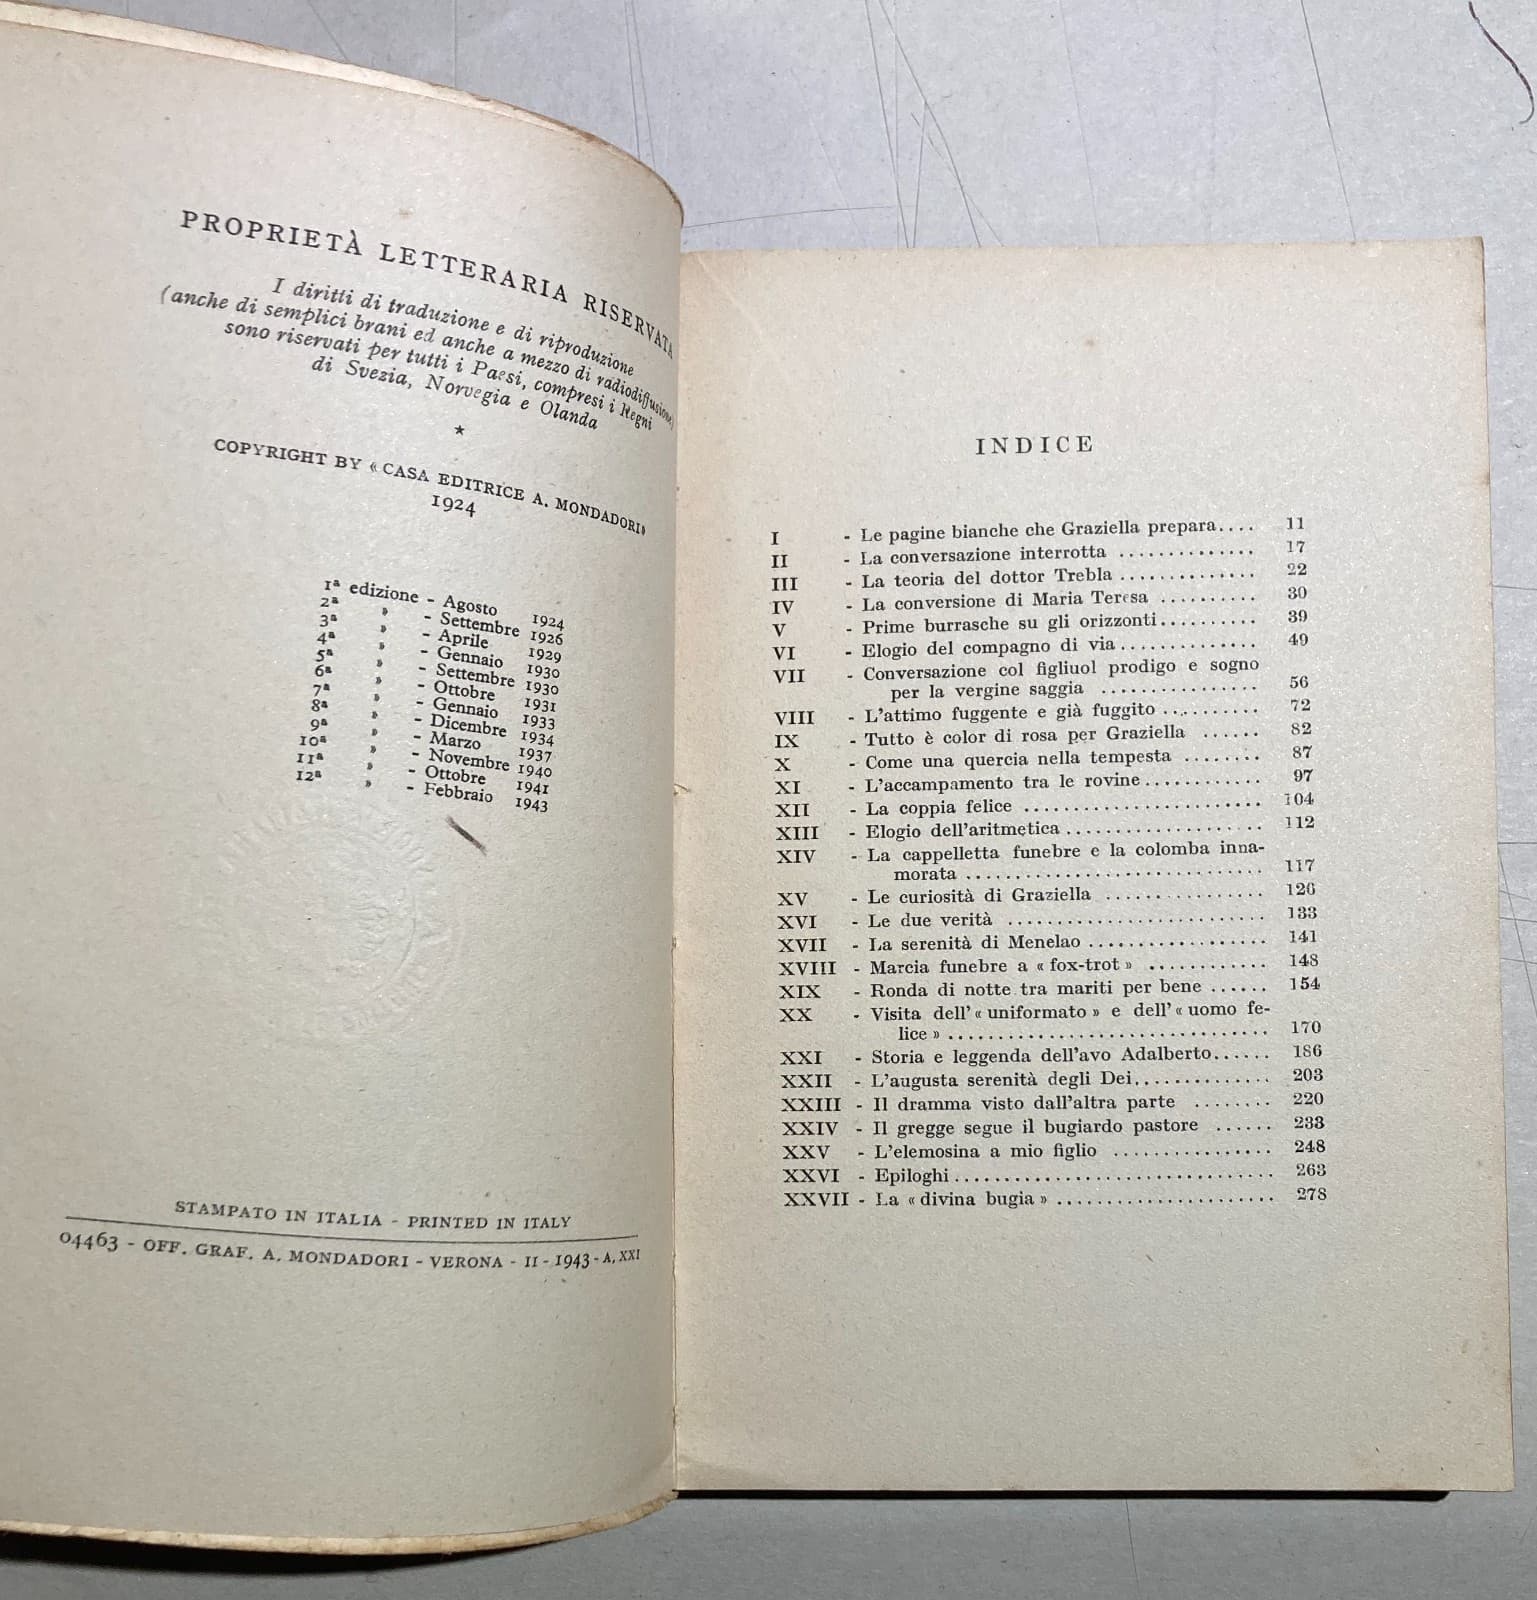 PROPRIETÀ LETTERARIA RISERVATA
I diritti di traduzione e di riproduzione
(anche di semplici brani ed anche a mezzo di radiodiffusione)
sono riservati per tutti i Paesi, compresi i Regni
di Svezia, Norvegia e Olanda
*
COPYRIGHT BY « CASA EDITRICE A. MONDADORI»
1924
1ª edizione - Agosto 1924
2ª » - Settembre 1926
3ª » - Aprile 1929
4ª » - Gennaio 1930
5ª » - Settembre 1930
6ª » - Ottobre 1931
7ª » - Gennaio 1933
8ª » - Dicembre 1934
9ª » - Marzo 1937
10ª » - Novembre 1940
11ª » - Ottobre 1941
12ª » - Febbraio 1943
STAMPATO IN ITALIA - PRINTED IN ITALY
04463 - OFF. GRAF. A. MONDADORI - VERONA - II - 1943 - A. XXI
INDICE
I - Le pagine bianche che Graziella prepara.... 11
II - La conversazione interrotta .............. 17
III - La teoria del dottor Trebla .............. 22
IV - La conversione di Maria Teresa .......... 30
V - Prime burrasche su gli orizzonti.......... 39
VI - Elogio del compagno di via.............. 49
VII - Conversazione col figliuol prodigo e sogno
per la vergine saggia ................ 56
VIII - L'attimo fuggente e già fuggito .......... 72
IX - Tutto è color di rosa per Graziella ...... 82
X - Come una quercia nella tempesta ........ 87
XI - L'accampamento tra le rovine............ 97
XII - La coppia felice ........................ 104
XIII - Elogio dell'aritmetica .................... 112
XIV - La cappelletta funebre e la colomba inna-
morata .............................. 117
XV - Le curiosità di Graziella ................ 126
XVI - Le due verità .......................... 133
XVII - La serenità di Menelao .................. 141
XVIII - Marcia funebre a « fox-trot » ............ 148
XIX - Ronda di notte tra mariti per bene ...... 154
XX - Visita dell'« uniformato » e dell'« uomo fe-
lice » ................................ 170
XXI - Storia e leggenda dell'avo Adalberto...... 186
XXII - L'augusta serenità degli Dei.............. 203
XXIII - Il dramma visto dall'altra parte ........ 220
XXIV - Il gregge segue il bugiardo pastore ...... 233
XXV - L'elemosina a mio figlio ................ 248
XXVI - Epiloghi................................ 263
XXVII - La « divina bugia » ...................... 278